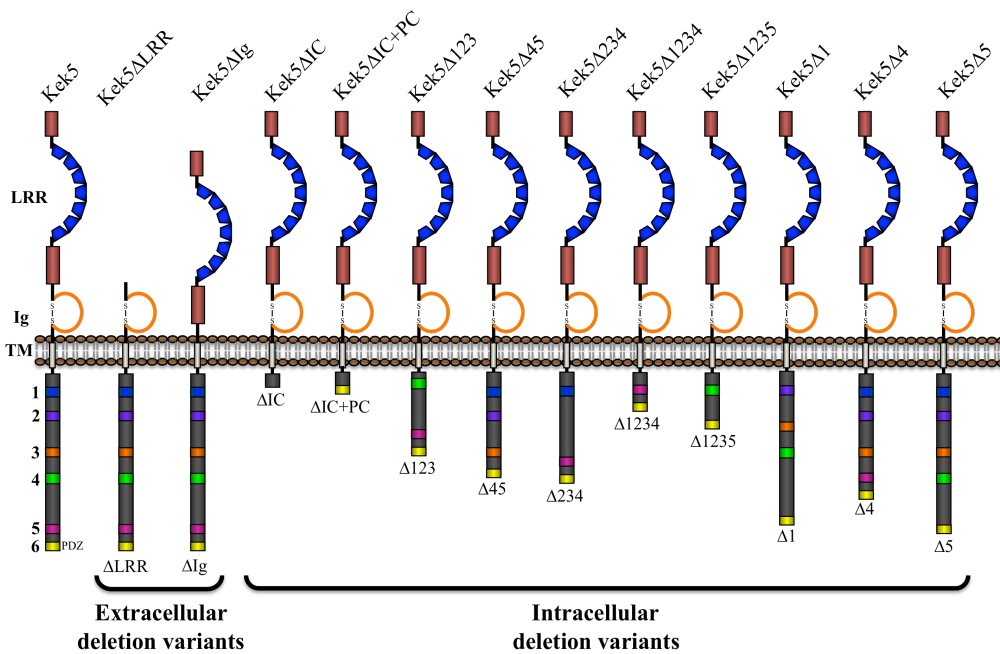 Kek5
Kek5ΔLRR
Kek5ΔIg
Kek5ΔIC
Kek5ΔIC+PC
Kek5Δ123
Kek5Δ45
Kek5Δ234
Kek5Δ1234
Kek5Δ1235
Kek5Δ1
Kek5Δ4
Kek5Δ5
LRR
Ig
S S S S S S S S S S S S
S S S S S S S S S S S S
TM
1
2
3
4
5
6 PDZ
ΔLRR
ΔIg
ΔIC
ΔIC+PC
Δ123
Δ45
Δ234
Δ1234
Δ1235
Δ1
Δ4
Δ5
Extracellular
deletion variants
Intracellular
deletion variants